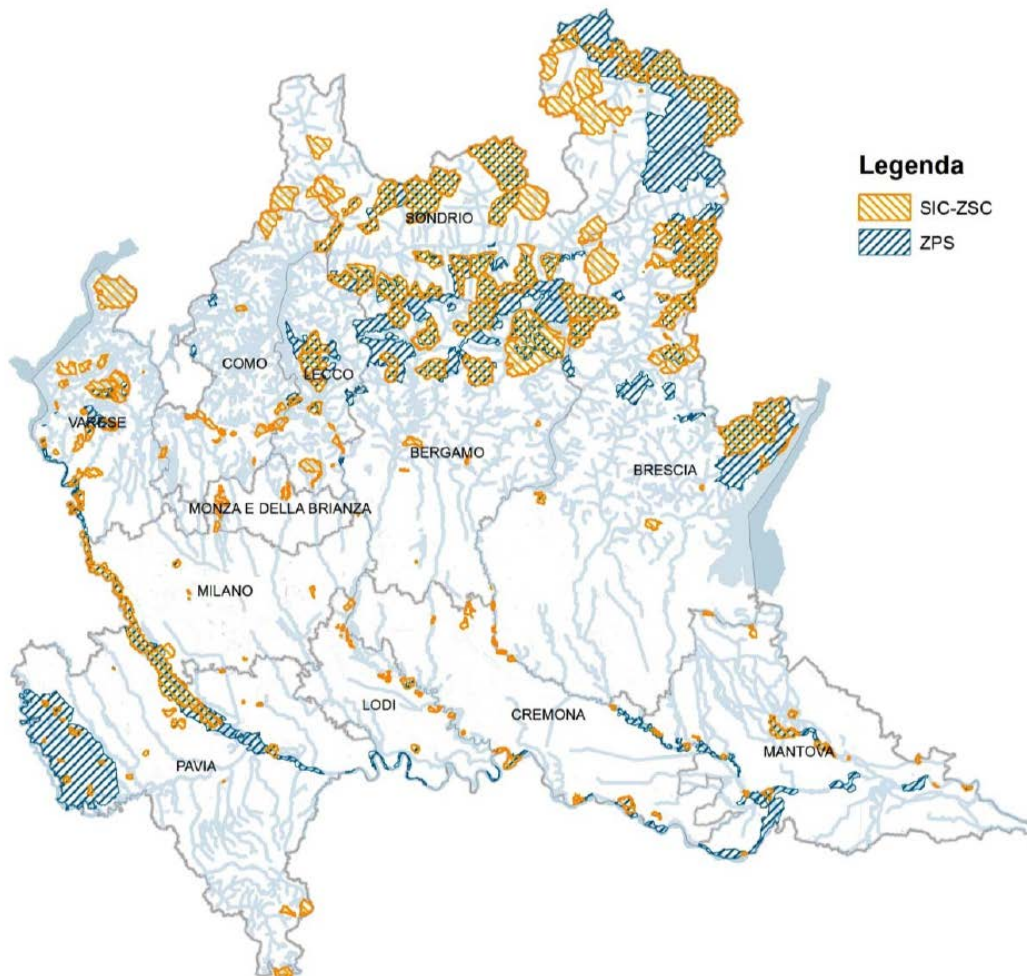 Legenda
SIC-ZSC
ZPS
SONDRIO
COMO
LECCO
VARESE
BERGAMO
BRESCIA
MONZA E DELLA BRIANZA
MILANO
LODI
CREMONA
MANTOVA
PAVIA